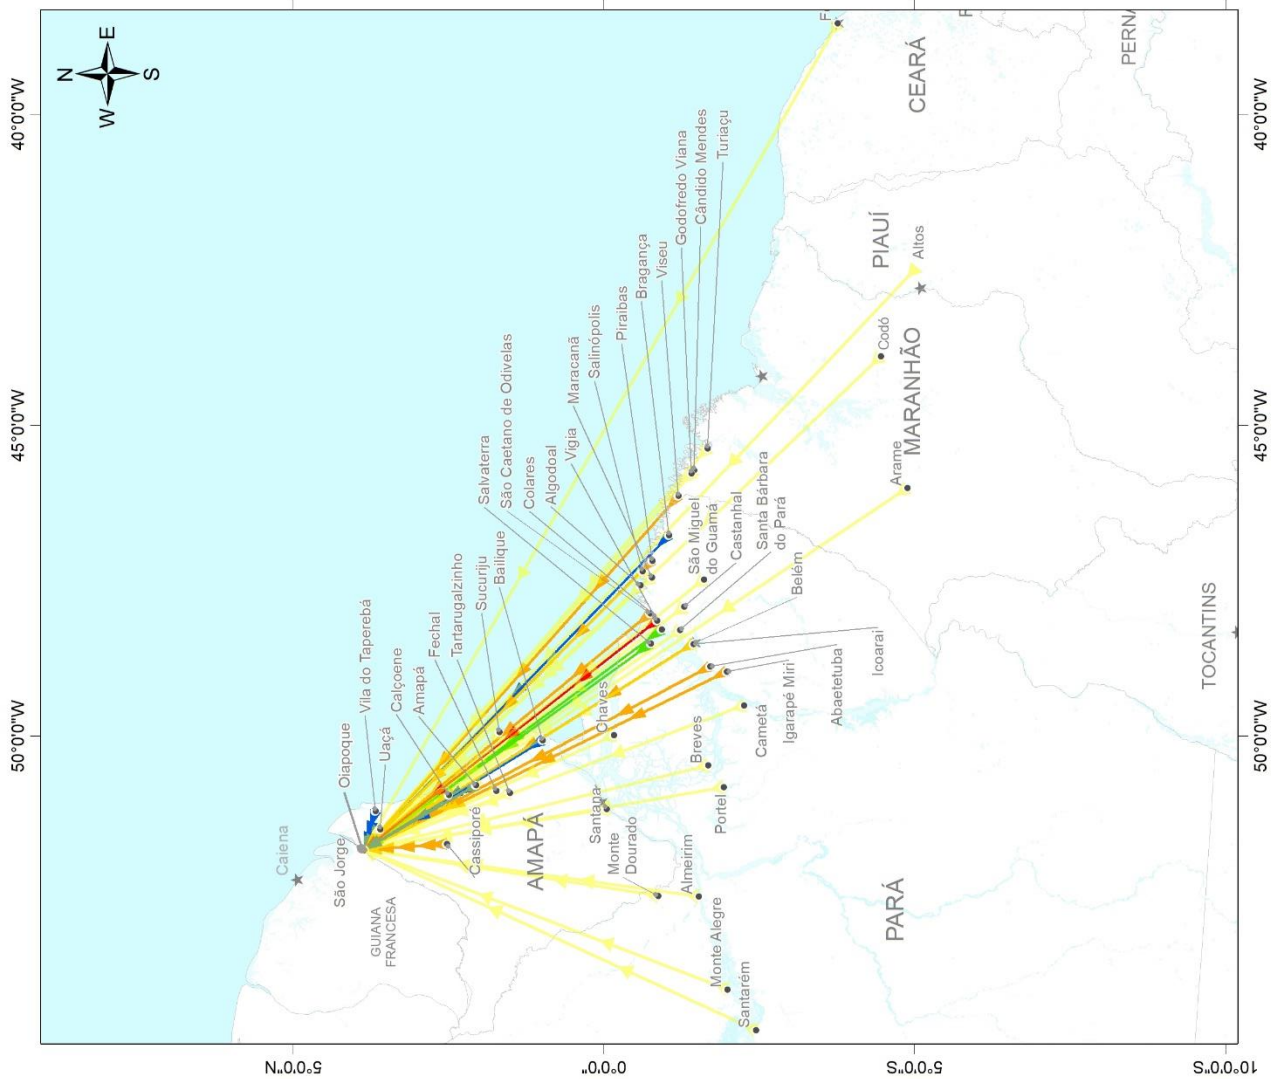 50°0'0"W
45°0'0"W
40°0'0"W
N
W
E
S
Caiena
Oiapoque
Vila do Taperebá
Uaçá
Calçoene
Amapá
Fechal
Tartarugalzinho
Sucuriju
Bailique
Salvaterra
São Caetano de Odivelas
Colares
Algodoal
Vigia
Maracanã
Salinópolis
Piraibas
Bragança
Viseu
Godofredo Viana
Cândido Mendes
Turiaçu
5°0'0"N
São Jorge
GUIANA
FRANCESA
Cassiporé
AMAPÁ
0°0'0"
Santana
Chaves
Monte
Dourado
Almeirim
Portel
Breves
Cametá
Igarapé Miri
Abaetetuba
Icoarai
Belém
Santa Bárbara
do Pará
Castanhal
São Miguel
do Guamá
Monte Alegre
Santarém
PARÁ
Arame
MARANHÃO
Codó
PIAUÍ
Altos
CEARÁ
F
PERNA
TOCANTINS
5°0'0"S
10°0'0"S
50°0'0"W
45°0'0"W
40°0'0"W